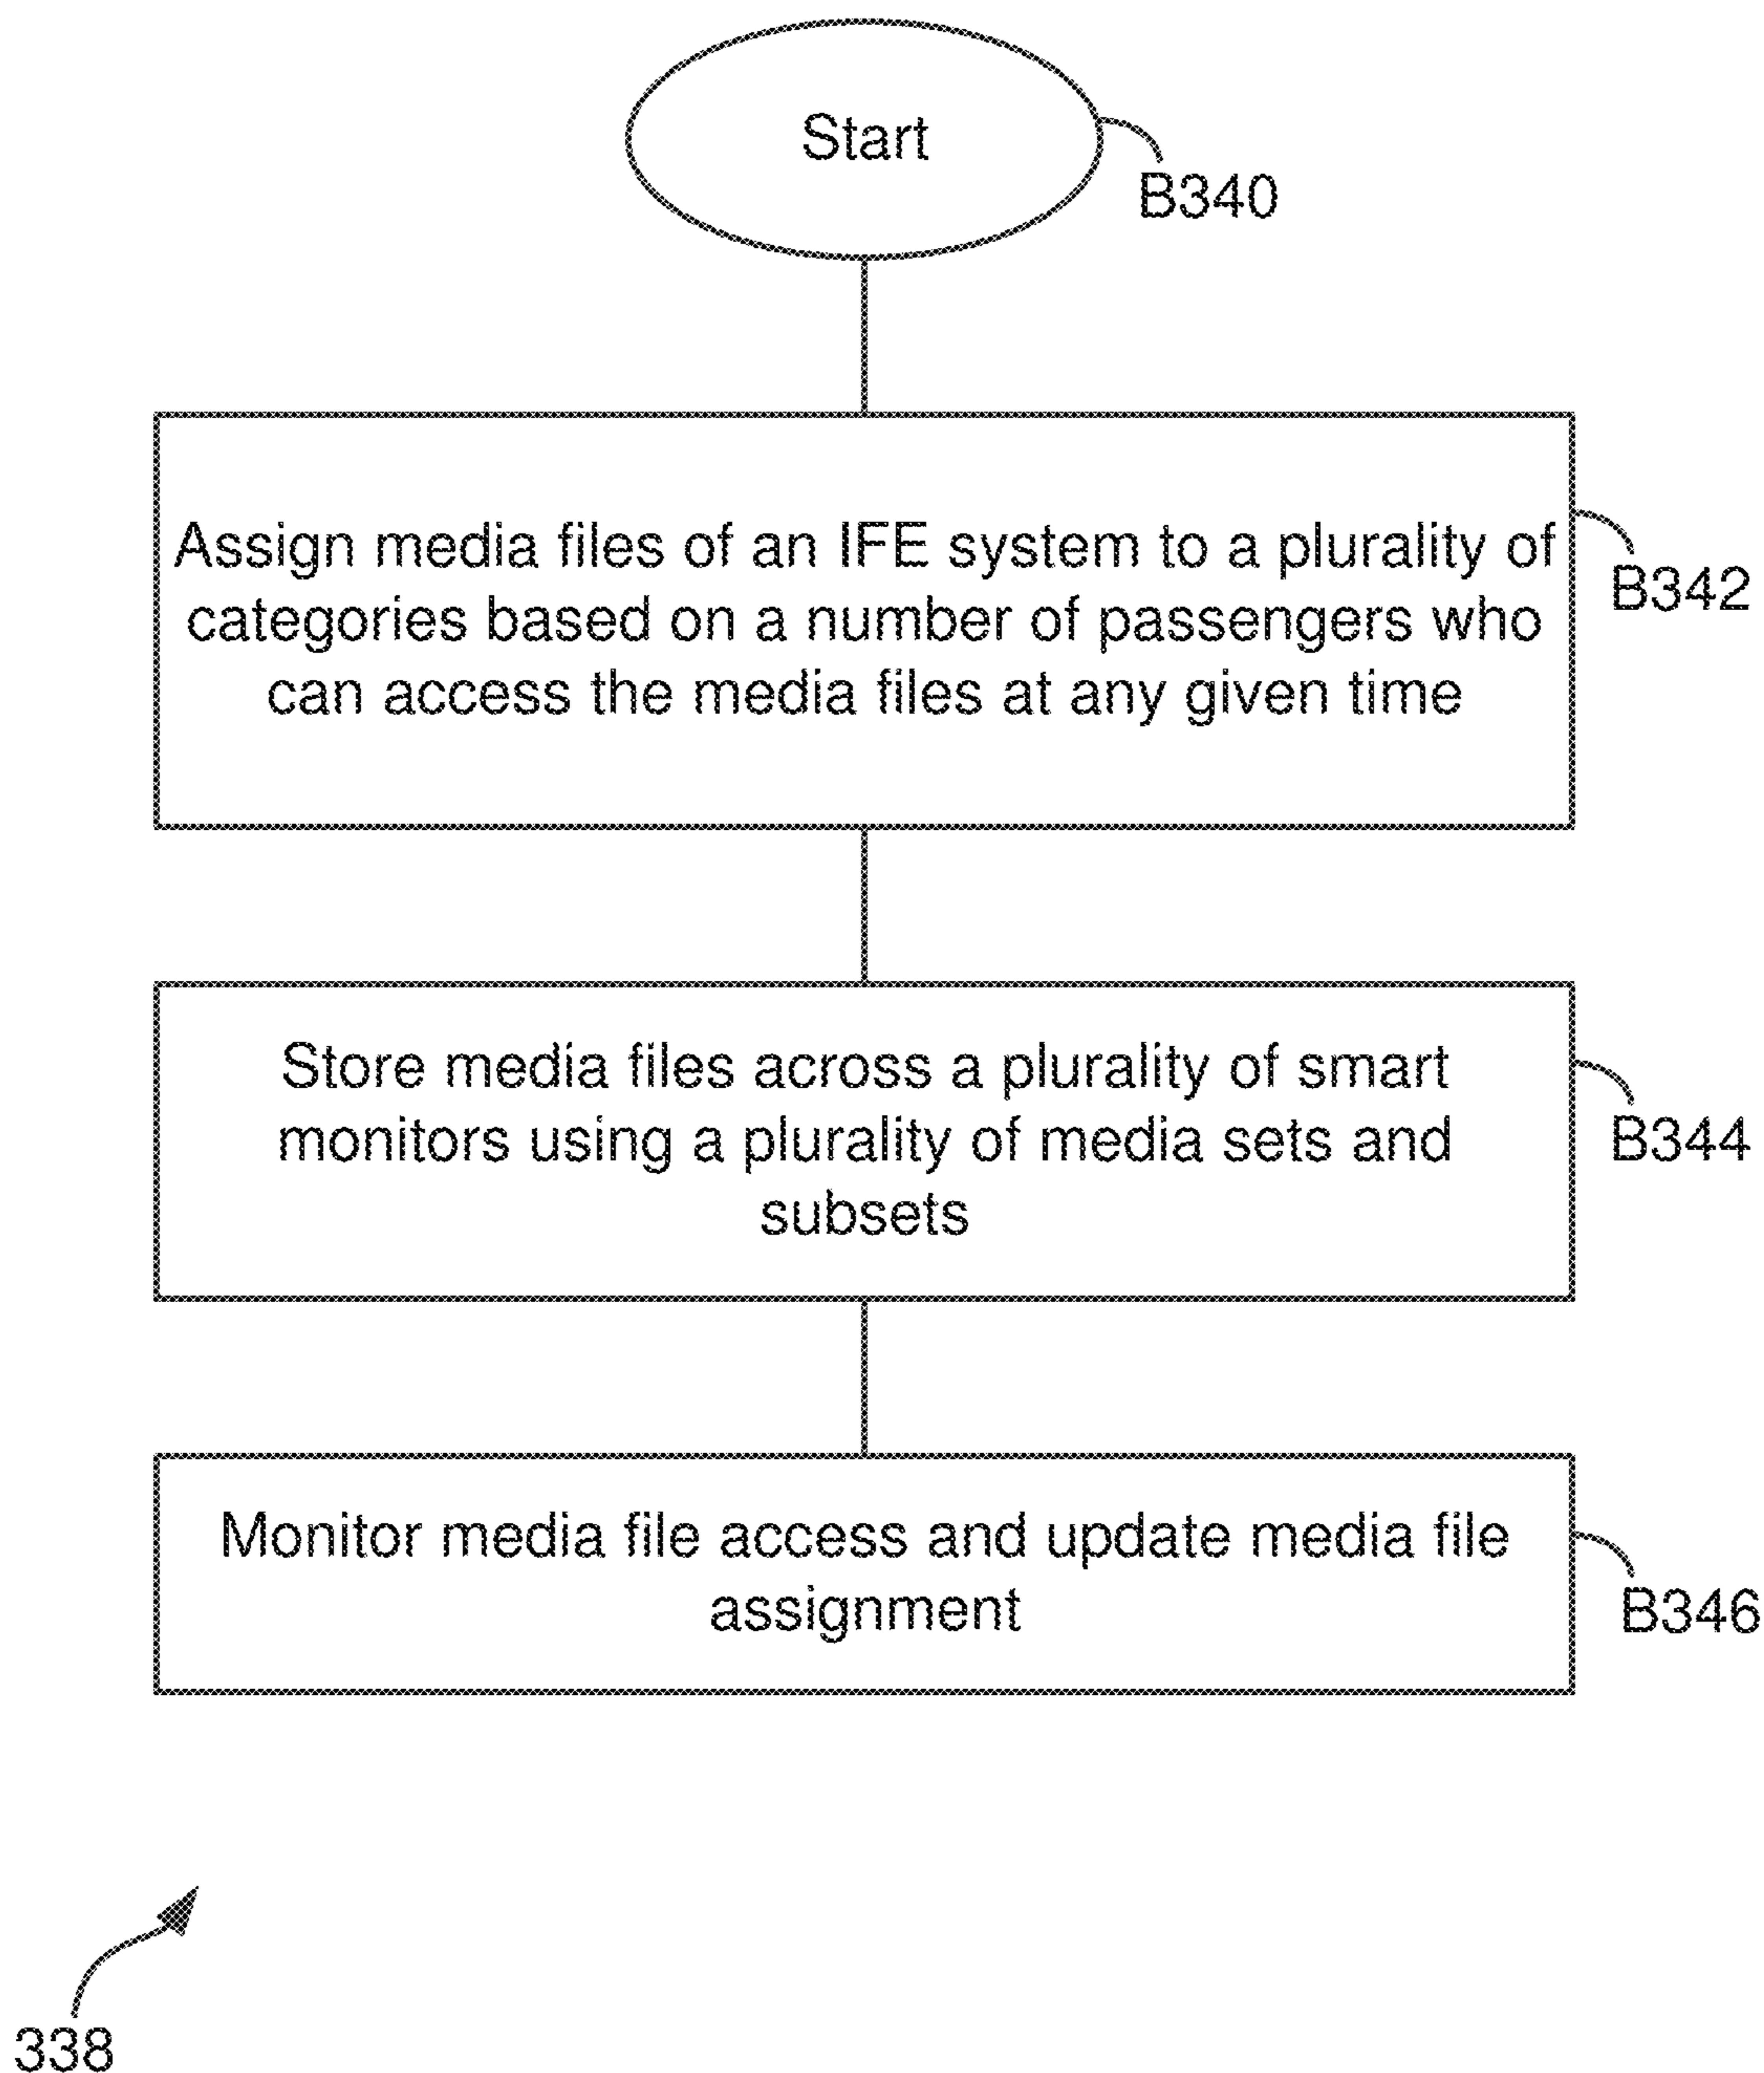 Start
B340
Assign media files of an IFE system to a plurality of
categories based on a number of passengers who
can access the media files at any given time
B342
Store media files across a plurality of smart
monitors using a plurality of media sets and
subsets
B344
Monitor media file access and update media file
assignment
B346
338